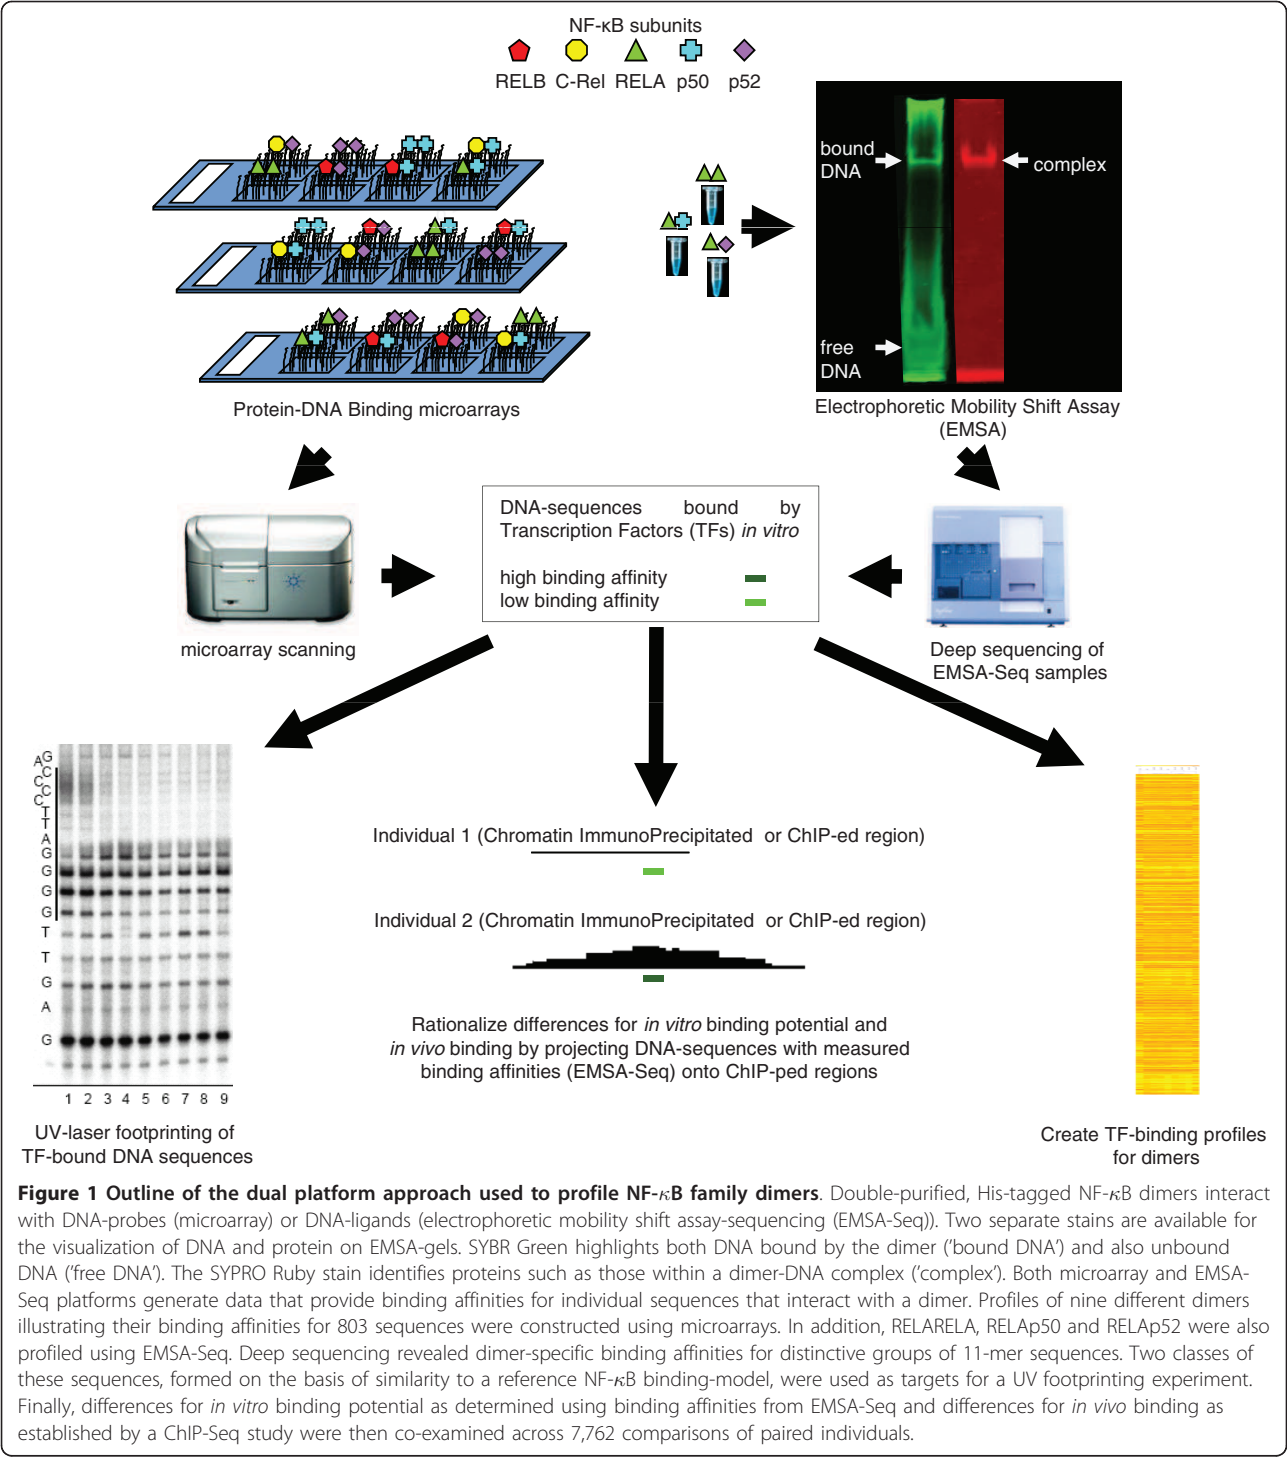 NF-κB subunits
RELB C-Rel RELA p50 p52
bound
DNA
complex
free
DNA
Protein-DNA Binding microarrays
Electrophoretic Mobility Shift Assay
(EMSA)
DNA-sequences bound by
Transcription Factors (TFs) in vitro
high binding affinity
low binding affinity
microarray scanning
Deep sequencing of
EMSA-Seq samples
G
A
C
C
C
C
T
T
A
G
G
G
G
T
T
G
A
G
1 2 3 4 5 6 7 8 9
UV-laser footprinting of
TF-bound DNA sequences
Individual 1 (Chromatin ImmunoPrecipitated or ChIP-ed region)
Individual 2 (Chromatin ImmunoPrecipitated or ChIP-ed region)
Rationalize differences for in vitro binding potential and
in vivo binding by projecting DNA-sequences with measured
binding affinities (EMSA-Seq) onto ChIP-ped regions
Create TF-binding profiles
for dimers
Figure 1 Outline of the dual platform approach used to profile NF-κB family dimers. Double-purified, His-tagged NF-κB dimers interact
with DNA-probes (microarray) or DNA-ligands (electrophoretic mobility shift assay-sequencing (EMSA-Seq)). Two separate stains are available for
the visualization of DNA and protein on EMSA-gels. SYBR Green highlights both DNA bound by the dimer ('bound DNA') and also unbound
DNA ('free DNA'). The SYPRO Ruby stain identifies proteins such as those within a dimer-DNA complex ('complex'). Both microarray and EMSA-
Seq platforms generate data that provide binding affinities for individual sequences that interact with a dimer. Profiles of nine different dimers
illustrating their binding affinities for 803 sequences were constructed using microarrays. In addition, RELARELA, RELAp50 and RELAp52 were also
profiled using EMSA-Seq. Deep sequencing revealed dimer-specific binding affinities for distinctive groups of 11-mer sequences. Two classes of
these sequences, formed on the basis of similarity to a reference NF-κB binding-model, were used as targets for a UV footprinting experiment.
Finally, differences for in vitro binding potential as determined using binding affinities from EMSA-Seq and differences for in vivo binding as
established by a ChIP-Seq study were then co-examined across 7,762 comparisons of paired individuals.